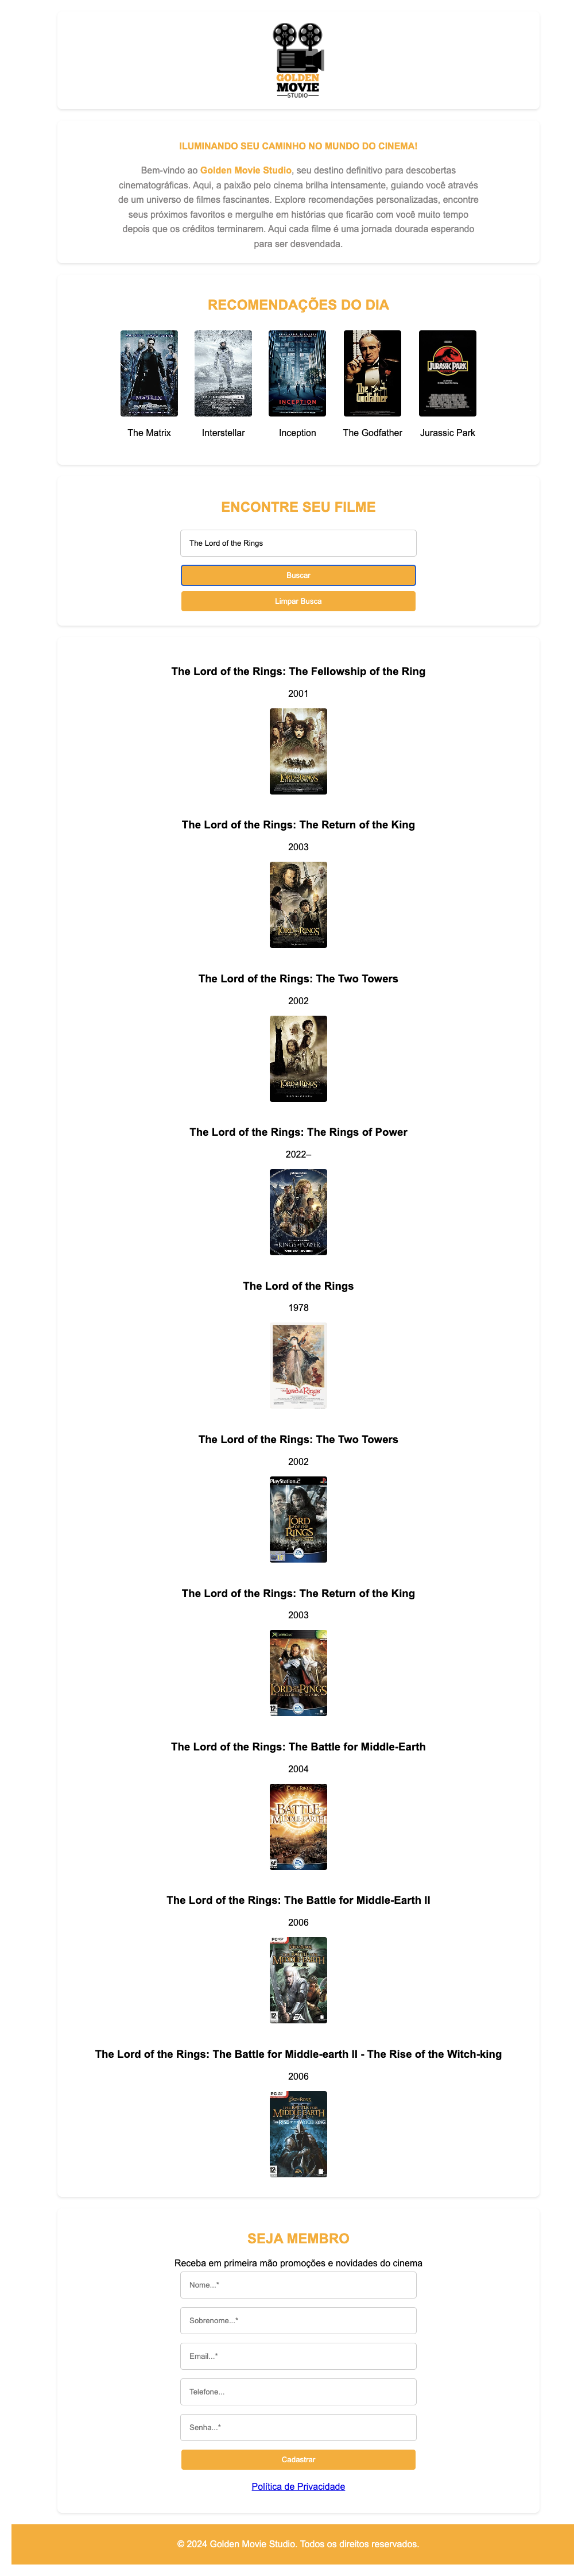 GOLDEN
MOVIE
STUDIO
ILUMINANDO SEU CAMINHO NO MUNDO DO CINEMA!
Bem-vindo ao Golden Movie Studio, seu destino definitivo para descobertas
cinematográficas. Aqui, a paixão pelo cinema brilha intensamente, guiando você através
de um universo de filmes fascinantes. Explore recomendações personalizadas, encontre
seus próximos favoritos e mergulhe em histórias que ficarão com você muito tempo
depois que os créditos terminarem. Aqui cada filme é uma jornada dourada esperando
para ser desvendada.
RECOMENDAÇÕES DO DIA
MATRIX
INTERSTELLAR
INCEPTION
The Godfather
JURASSIC PARK
The Matrix
Interstellar
Inception
The Godfather
Jurassic Park
ENCONTRE SEU FILME
The Lord of the Rings
Buscar
Limpar Busca
The Lord of the Rings: The Fellowship of the Ring
2001
The Lord of the Rings: The Return of the King
2003
The Lord of the Rings: The Two Towers
2002
The Lord of the Rings: The Rings of Power
2022–
The Lord of the Rings
1978
The Lord of the Rings: The Two Towers
2002
PlayStation 2
The Lord of the Rings: The Return of the King
2003
The Lord of the Rings: The Battle for Middle-Earth
2004
The Lord of the Rings: The Battle for Middle-Earth II
2006
The Lord of the Rings: The Battle for Middle-earth II - The Rise of the Witch-king
2006
SEJA MEMBRO
Receba em primeira mão promoções e novidades do cinema
Nome...*
Sobrenome...*
Email...*
Telefone...
Senha...*
Cadastrar
Política de Privacidade
© 2024 Golden Movie Studio. Todos os direitos reservados.